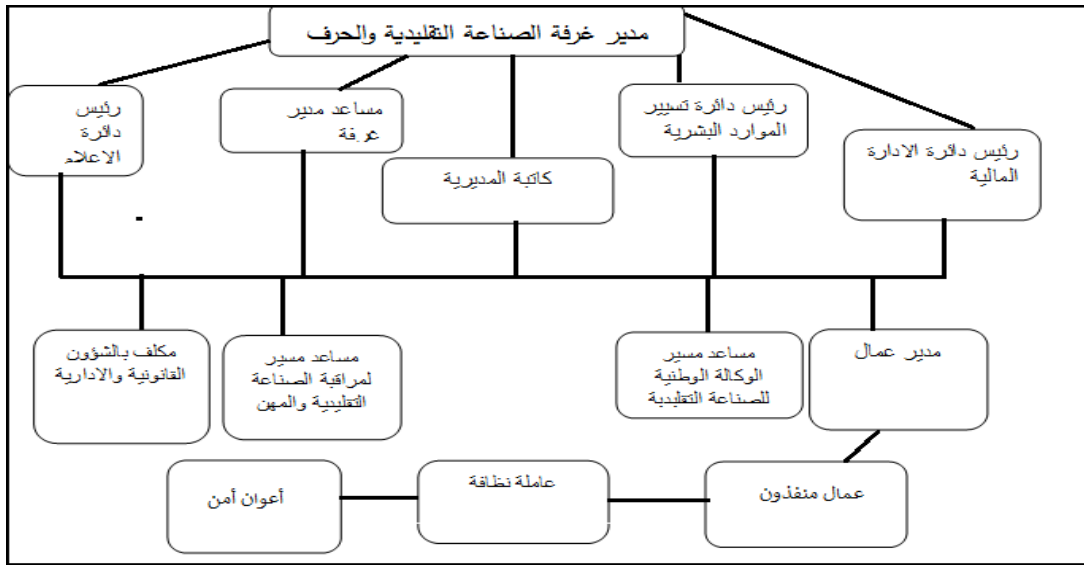 مدير غرفة الصناعة التقليدية والحرف
رئيس دائرة تسيير
الموارد البشرية
مساعد مدير
غرفة
رئيس
دائرة
الاعلام
رئيس دائرة الادارة
المالية
كاتبة المديرية
مدير عمال
مساعد مسير
الوكالة الوطنية
للصناعة التقليدية
مساعد مسير
لمراقبة الصناعة
التقليدية والمهن
مكلف بالشؤون
القانونية والادارية
عمال منفذون
عاملة نظافة
أعوان أمن